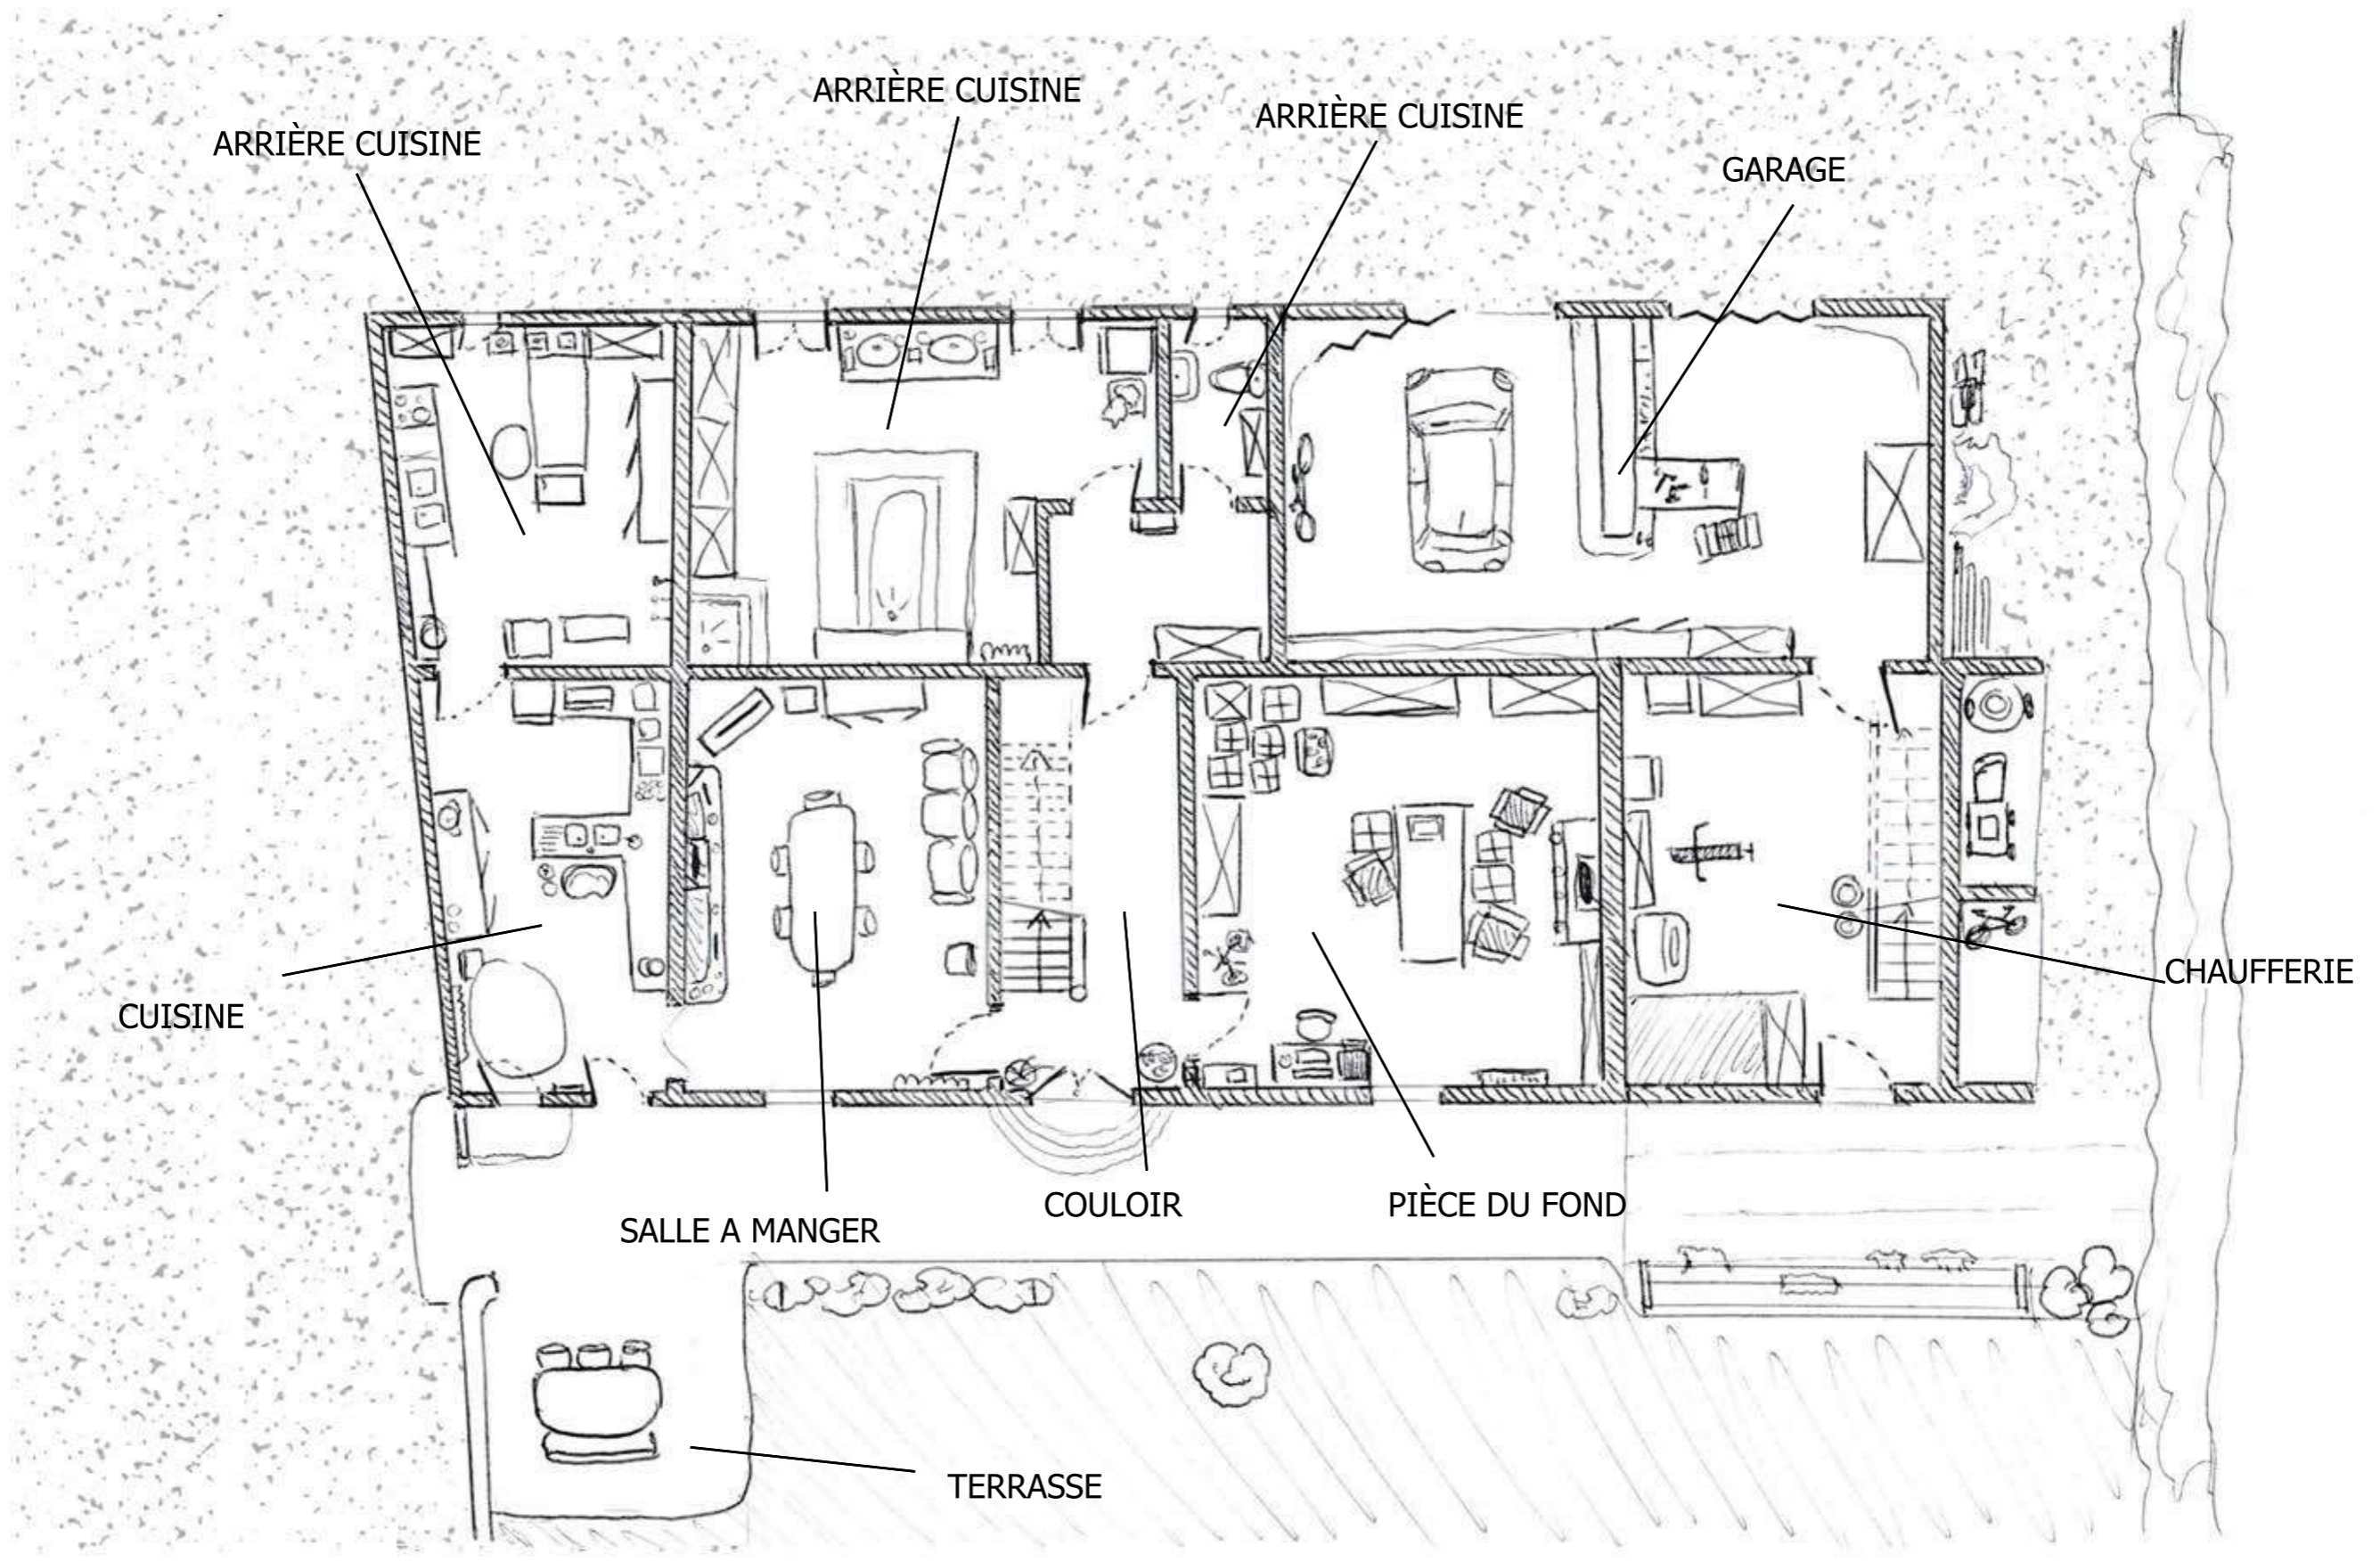 ARRIÈRE CUISINE
ARRIÈRE CUISINE
ARRIÈRE CUISINE
GARAGE
CUISINE
CHAUFFERIE
SALLE A MANGER
COULOIR
PIÈCE DU FOND
TERRASSE